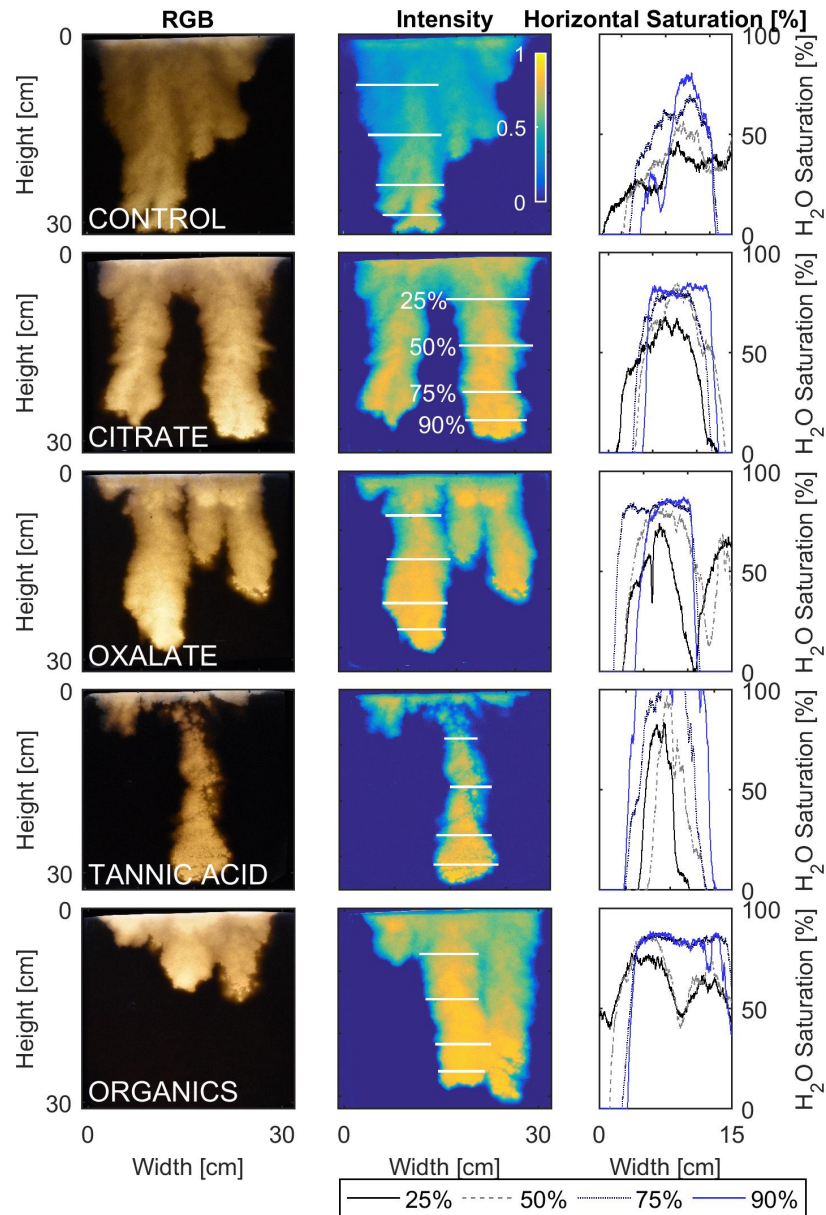 RGB Intensity Horizontal Saturation [%]
0
Height [cm]
30
CONTROL
1
0.5
0
100
50
0
H2O Saturation [%]
0
Height [cm]
30
CITRATE
25%
50%
75%
90%
100
50
0
H2O Saturation [%]
0
Height [cm]
30
OXALATE
100
50
0
H2O Saturation [%]
0
Height [cm]
30
TANNIC ACID
100
50
0
H2O Saturation [%]
0
Height [cm]
30
ORGANICS
100
50
0
H2O Saturation [%]
0 30 0 30 0 15
Width [cm] Width [cm] Width [cm]
25% 50% 75% 90%